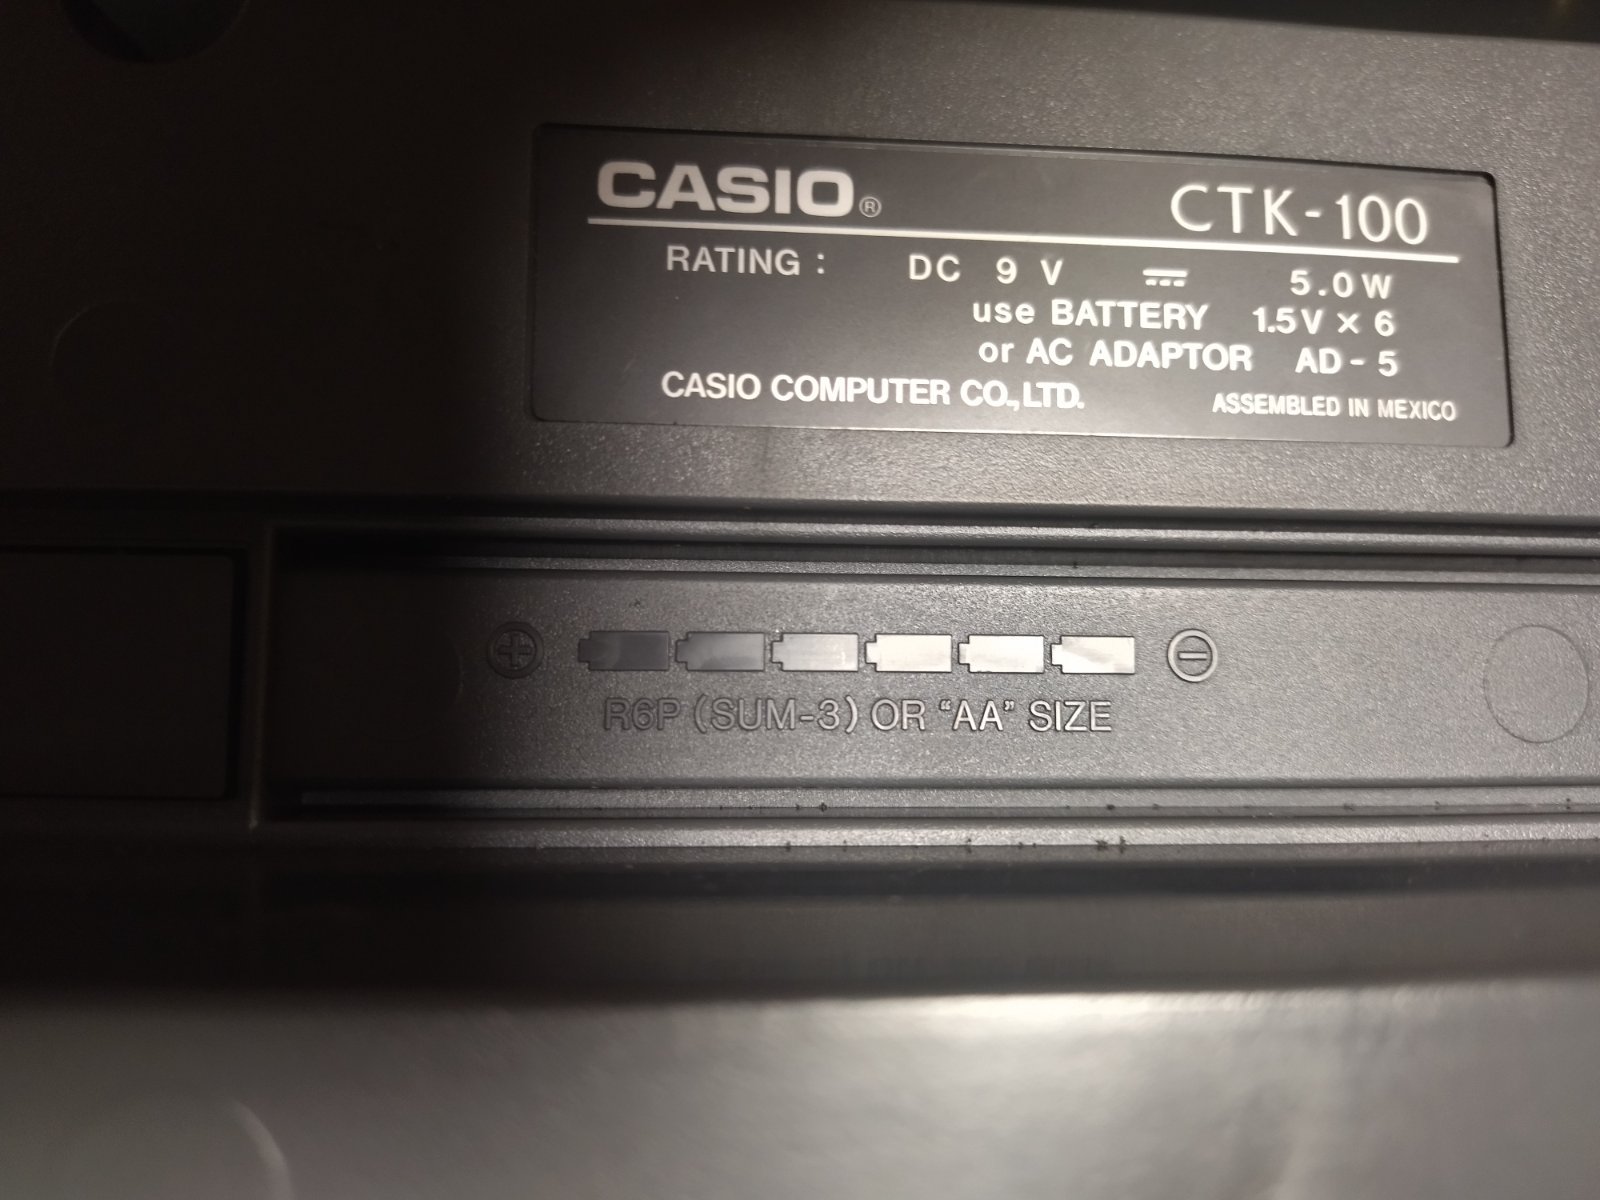 CASIO® CTK-100
RATING : DC 9 V ⎓ 5.0W
use BATTERY 1.5V × 6
or AC ADAPTOR AD-5
CASIO COMPUTER CO.,LTD. ASSEMBLED IN MEXICO
R6P (SUM-3) OR "AA" SIZE